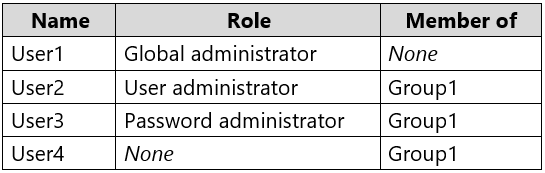 Name Role Member of
User1 Global administrator None
User2 User administrator Group1
User3 Password administrator Group1
User4 None Group1